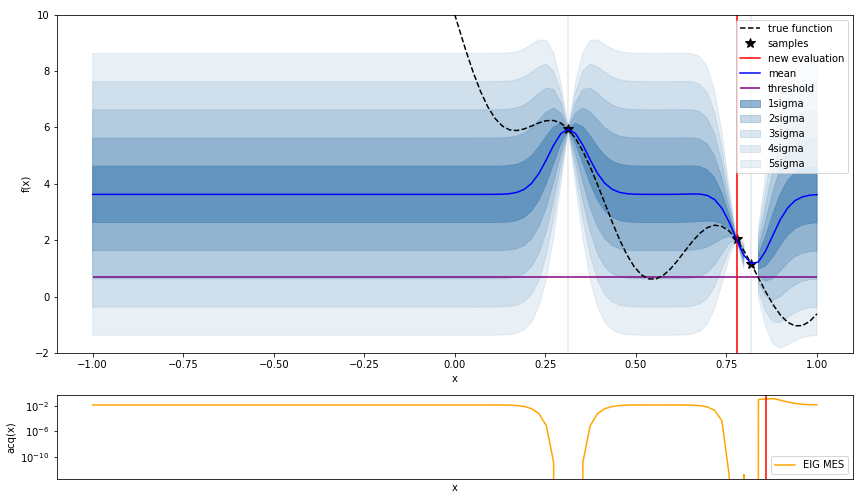 10
8
6
4
2
0
−2
f(x)
−1.00
−0.75
−0.50
−0.25
0.00
0.25
0.50
0.75
1.00
x
true function
samples
new evaluation
mean
threshold
1sigma
2sigma
3sigma
4sigma
5sigma
10⁻²
10⁻⁶
10⁻¹⁰
acq(x)
EIG MES
x